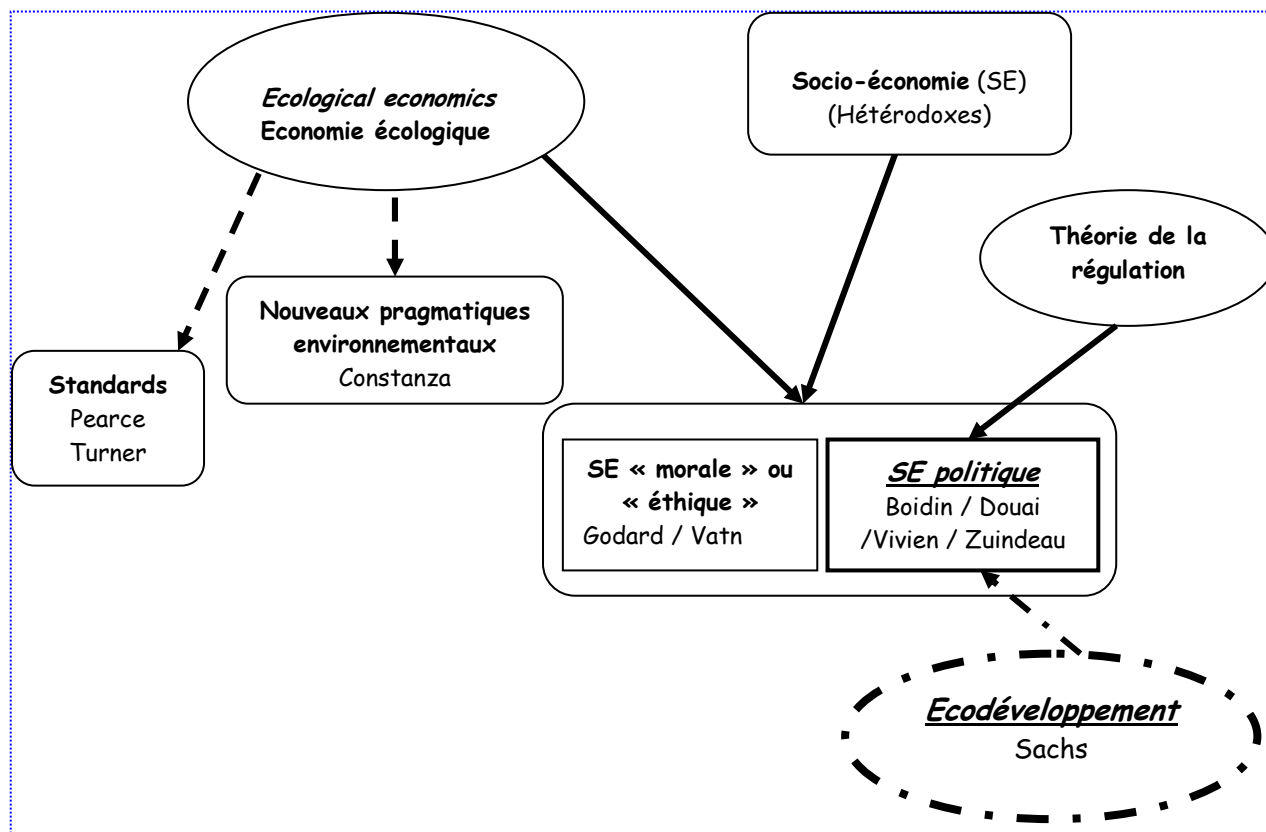 Ecological economics
Economie écologique
Socio-économie (SE)
(Hétérodoxes)
Théorie de la
régulation
Nouveaux pragmatiques
environnementaux
Constanza
Standards
Pearce
Turner
SE « morale » ou
« éthique »
Godard / Vatn
SE politique
Boidin / Douai
/Vivien / Zuindeau
Ecodéveloppement
Sachs